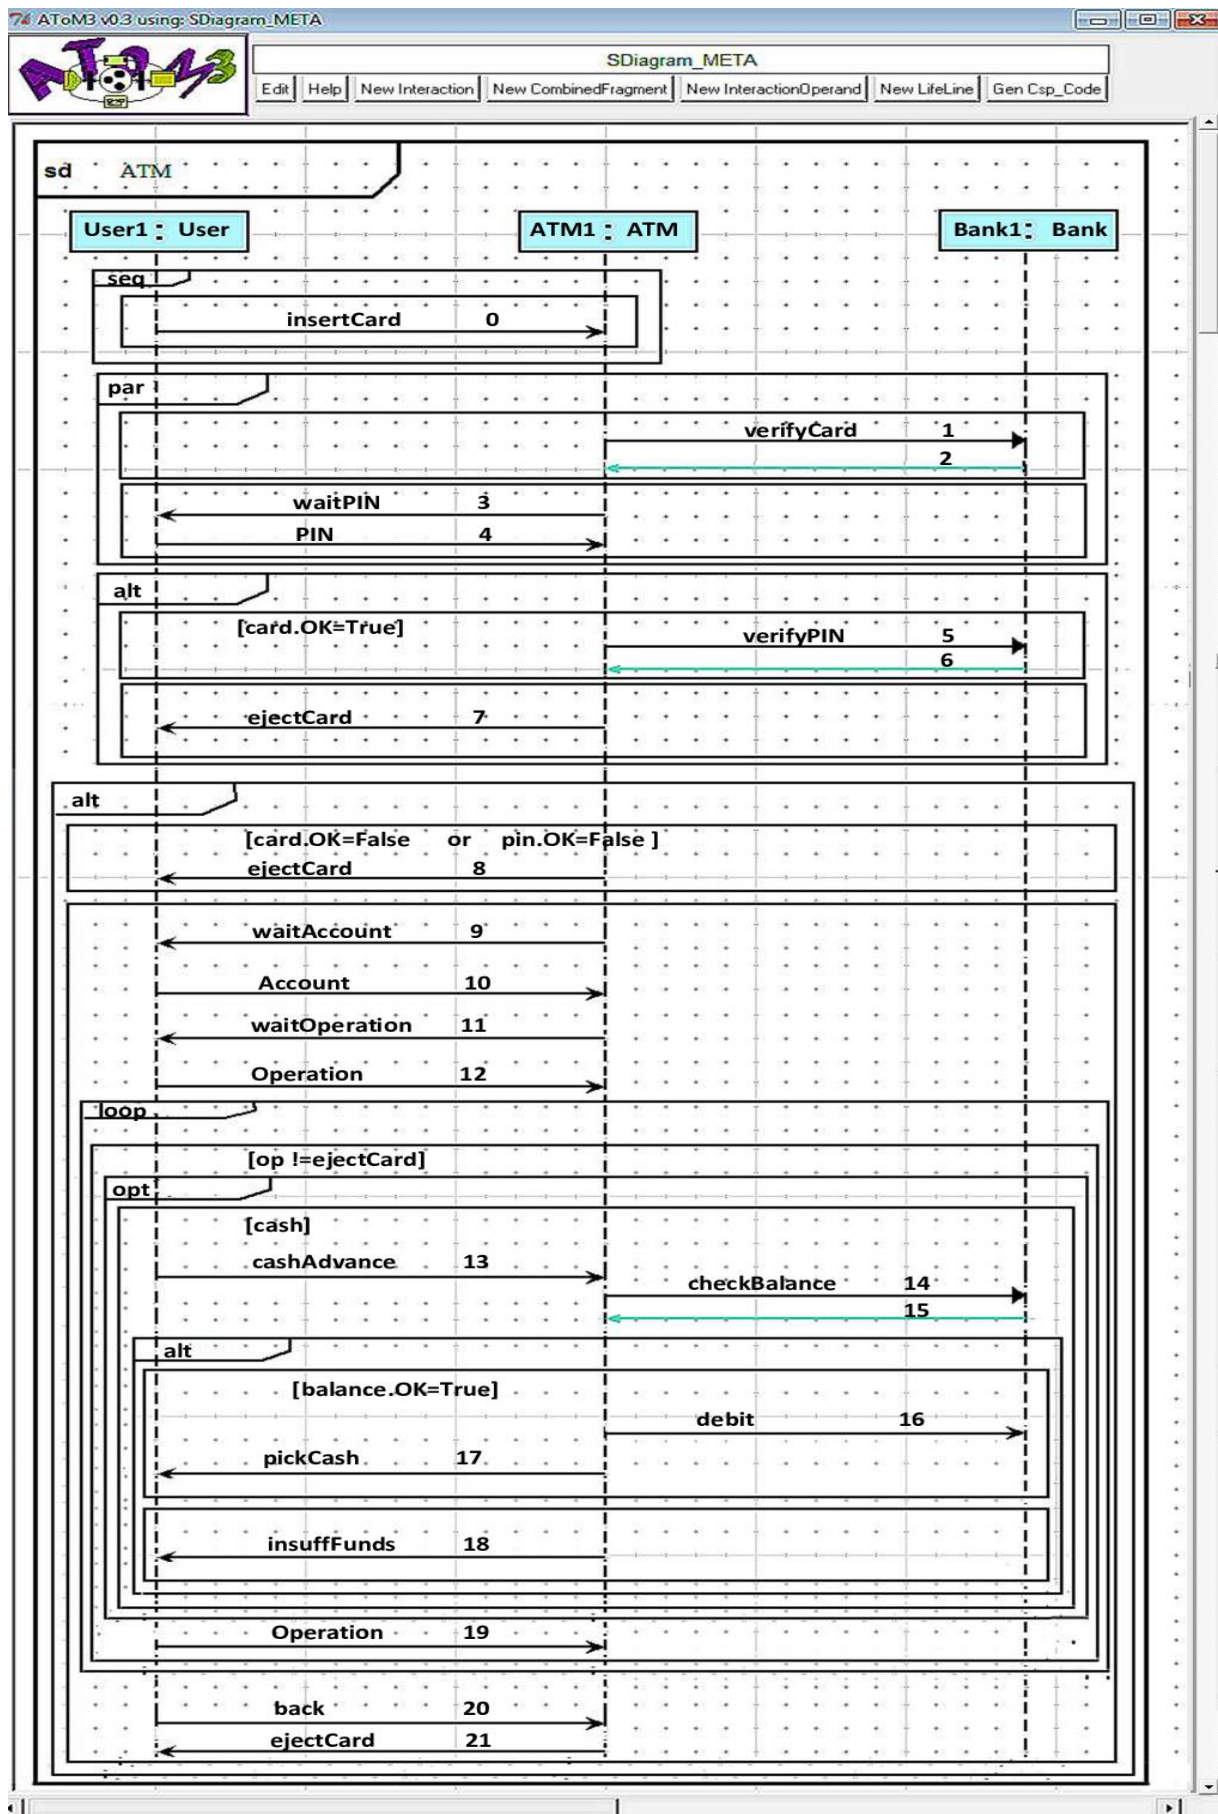 AToM3 v0.3 using: SDiagram_META
ATOM3
SDiagram_META
Edit Help New Interaction New CombinedFragment New InteractionOperand New LifeLine Gen Csp_Code
sd ATM
User1 : User ATM1 : ATM Bank1: Bank
seq
insertCard 0
par
verifyCard 1
2
waitPIN 3
PIN 4
alt
[card.OK=True]
verifyPIN 5
6
ejectCard 7
alt
[card.OK=False or pin.OK=False ]
ejectCard 8
waitAccount 9
Account 10
waitOperation 11
Operation 12
loop
[op !=ejectCard]
opt
[cash]
cashAdvance 13
checkBalance 14
15
alt
[balance.OK=True]
debit 16
pickCash 17
insuffFunds 18
Operation 19
back 20
ejectCard 21